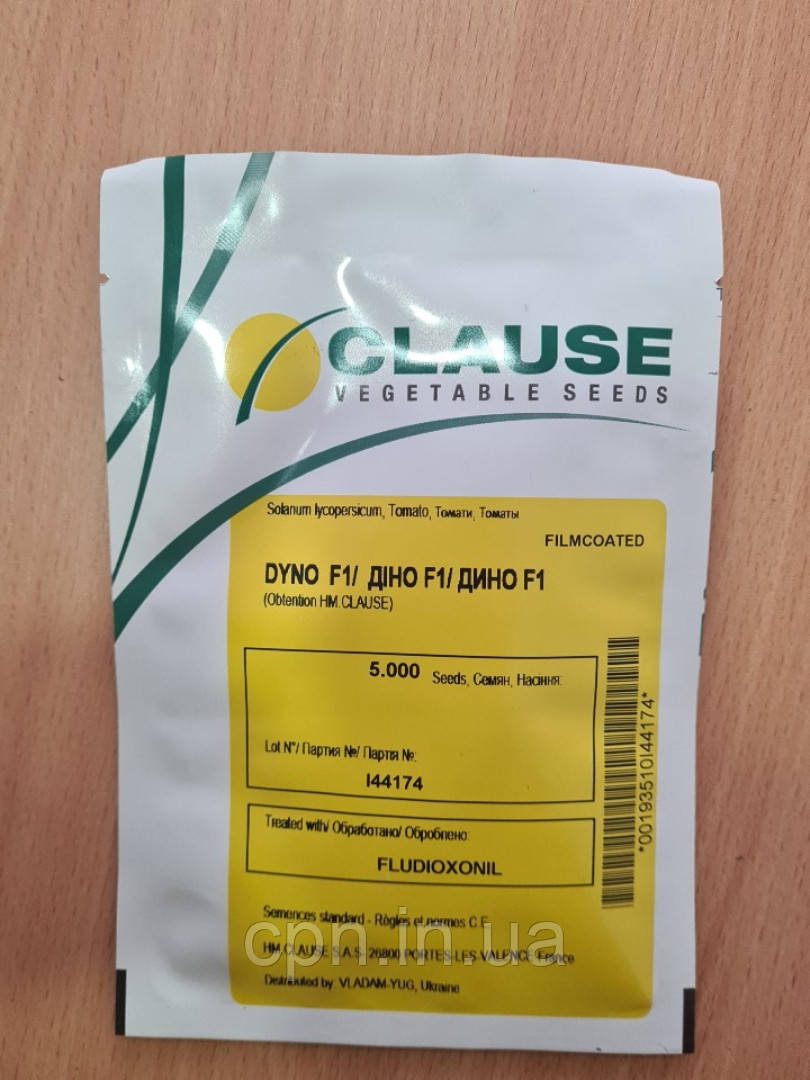 CLAUSE
VEGETABLE SEEDS
Solanum lycopersicum, Tomato, Томати, Томаты
FILMCOATED
DYNO F1/ ДІНО F1/ ДИНО F1
(Obtention HM.CLAUSE)
5.000 Seeds, Семян, Насіння:
Lot N°/ Партия №/ Партія №:
I44174
Treated with/ Обработано/ Оброблено:
FLUDIOXONIL
*00193510I44174*
Semences standard - Règles et normes C.E.
HM.CLAUSE S.A.S- 26800 PORTES-LES-VALENCE France
Distributed by VLADAM-YUG, Ukraine
cpn.in.ua